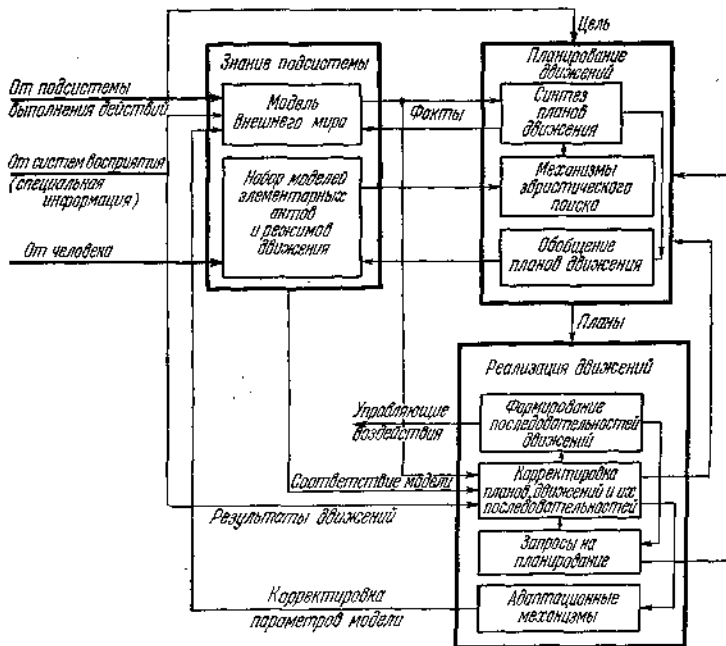 Цель
Знание подсистемы
Планирование
движений
От подсистемы
выполнения действий
Модель
внешнего мира
Факты
Синтез
планов
движения
От систем восприятия
(специальная
информация)
Набор моделей
элементарных
актов
и режимов
движения
Механизмы
эвристического
поиска
От человека
Обобщение
планов движения
Планы
Реализация движений
Управляющие
воздействия
Формирование
последовательностей
движений
Соответствие модели
Корректировка
планов, движений и их
последовательностей
Результаты движений
Запросы на
планирование
Корректировка
параметров модели
Адаптационные
механизмы